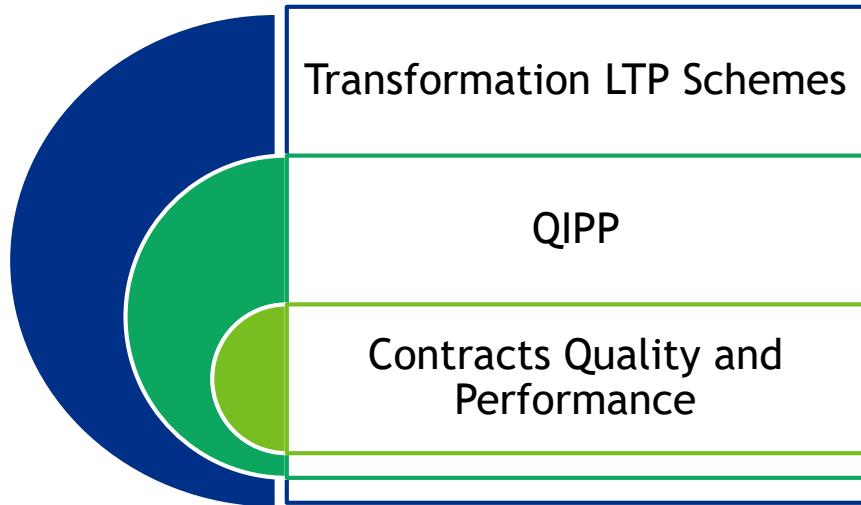 Transformation LTP Schemes
QIPP
Contracts Quality and
Performance